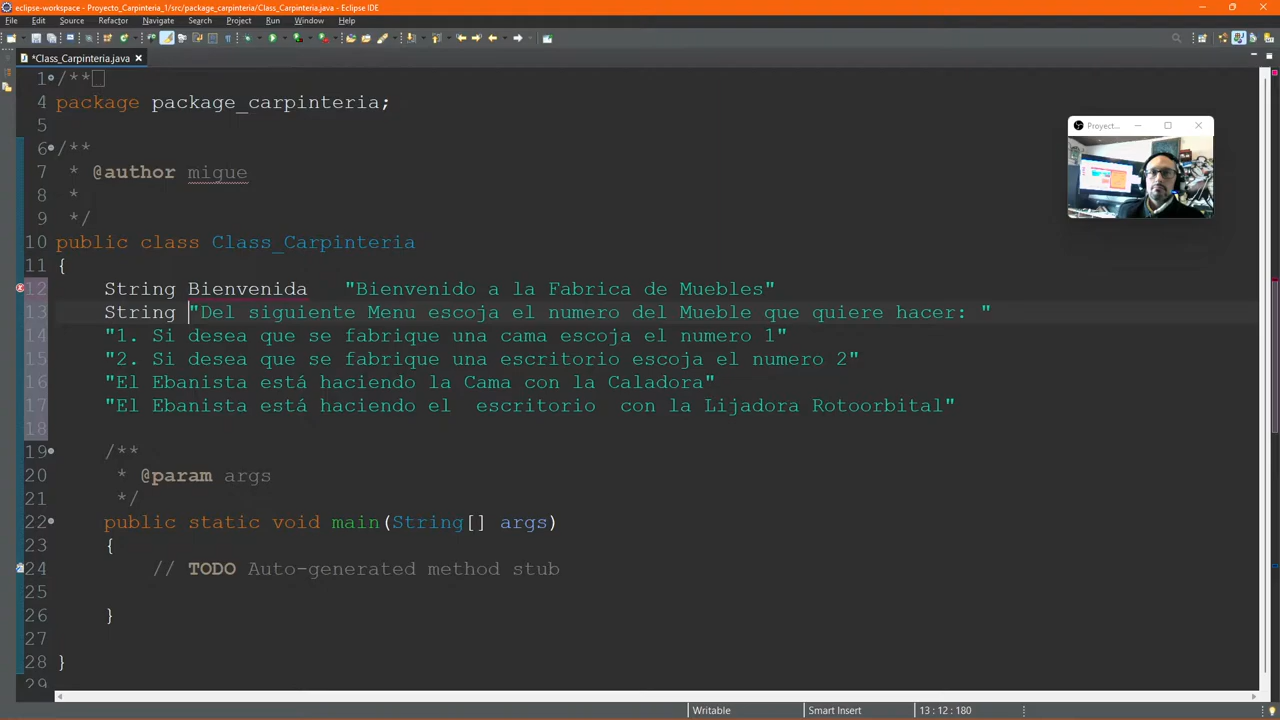 eclipse-workspace - Proyecto_Carpinteria_1/src/package_carpinteria/Class_Carpinteria.java - Eclipse IDE
File Edit Source Refactor Navigate Search Project Run Window Help
*Class_Carpinteria.java
1 /**
4 package package_carpinteria;
5
6 /**
7 * @author migue
8 *
9 */
10 public class Class_Carpinteria
11 {
12 String Bienvenida "Bienvenido a la Fabrica de Muebles"
13 String "Del siguiente Menu escoja el numero del Mueble que quiere hacer: "
14 "1. Si desea que se fabrique una cama escoja el numero 1"
15 "2. Si desea que se fabrique una escritorio escoja el numero 2"
16 "El Ebanista está haciendo la Cama con la Caladora"
17 "El Ebanista está haciendo el escritorio con la Lijadora Rotoorbital"
18
19 /**
20 * @param args
21 */
22 public static void main(String[] args)
23 {
24 // TODO Auto-generated method stub
25
26 }
27
28 }
29
Proyec...
Writable Smart Insert 13 : 12 : 180